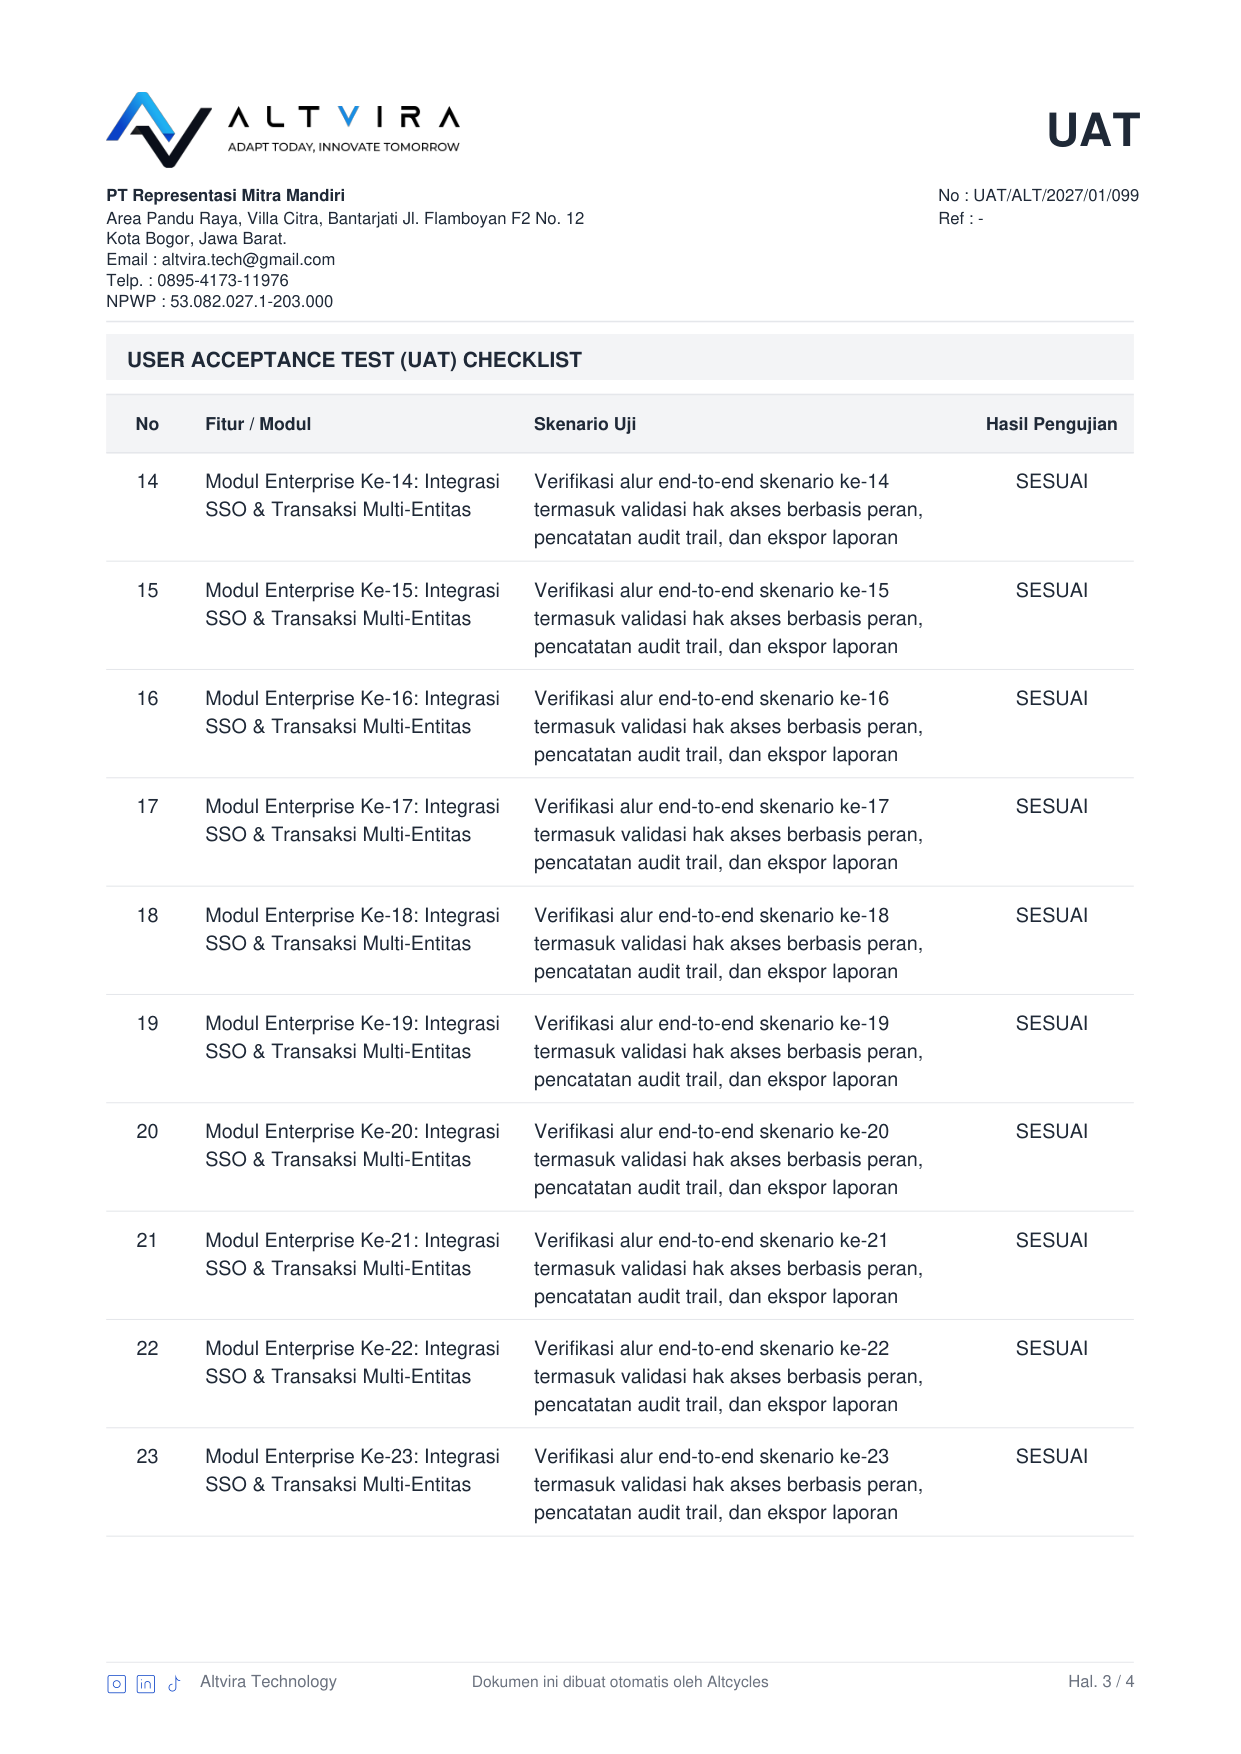 ALTVIRA
ADAPT TODAY, INNOVATE TOMORROW
UAT
PT Representasi Mitra Mandiri
Area Pandu Raya, Villa Citra, Bantarjati Jl. Flamboyan F2 No. 12
Kota Bogor, Jawa Barat.
Email : altvira.tech@gmail.com
Telp. : 0895-4173-11976
NPWP : 53.082.027.1-203.000
No : UAT/ALT/2027/01/099
Ref : -
USER ACCEPTANCE TEST (UAT) CHECKLIST
No Fitur / Modul Skenario Uji Hasil Pengujian
14 Modul Enterprise Ke-14: Integrasi Verifikasi alur end-to-end skenario ke-14 SESUAI
SSO & Transaksi Multi-Entitas termasuk validasi hak akses berbasis peran,
pencatatan audit trail, dan ekspor laporan
15 Modul Enterprise Ke-15: Integrasi Verifikasi alur end-to-end skenario ke-15 SESUAI
SSO & Transaksi Multi-Entitas termasuk validasi hak akses berbasis peran,
pencatatan audit trail, dan ekspor laporan
16 Modul Enterprise Ke-16: Integrasi Verifikasi alur end-to-end skenario ke-16 SESUAI
SSO & Transaksi Multi-Entitas termasuk validasi hak akses berbasis peran,
pencatatan audit trail, dan ekspor laporan
17 Modul Enterprise Ke-17: Integrasi Verifikasi alur end-to-end skenario ke-17 SESUAI
SSO & Transaksi Multi-Entitas termasuk validasi hak akses berbasis peran,
pencatatan audit trail, dan ekspor laporan
18 Modul Enterprise Ke-18: Integrasi Verifikasi alur end-to-end skenario ke-18 SESUAI
SSO & Transaksi Multi-Entitas termasuk validasi hak akses berbasis peran,
pencatatan audit trail, dan ekspor laporan
19 Modul Enterprise Ke-19: Integrasi Verifikasi alur end-to-end skenario ke-19 SESUAI
SSO & Transaksi Multi-Entitas termasuk validasi hak akses berbasis peran,
pencatatan audit trail, dan ekspor laporan
20 Modul Enterprise Ke-20: Integrasi Verifikasi alur end-to-end skenario ke-20 SESUAI
SSO & Transaksi Multi-Entitas termasuk validasi hak akses berbasis peran,
pencatatan audit trail, dan ekspor laporan
21 Modul Enterprise Ke-21: Integrasi Verifikasi alur end-to-end skenario ke-21 SESUAI
SSO & Transaksi Multi-Entitas termasuk validasi hak akses berbasis peran,
pencatatan audit trail, dan ekspor laporan
22 Modul Enterprise Ke-22: Integrasi Verifikasi alur end-to-end skenario ke-22 SESUAI
SSO & Transaksi Multi-Entitas termasuk validasi hak akses berbasis peran,
pencatatan audit trail, dan ekspor laporan
23 Modul Enterprise Ke-23: Integrasi Verifikasi alur end-to-end skenario ke-23 SESUAI
SSO & Transaksi Multi-Entitas termasuk validasi hak akses berbasis peran,
pencatatan audit trail, dan ekspor laporan
Altvira Technology Dokumen ini dibuat otomatis oleh Altcycles Hal. 3 / 4